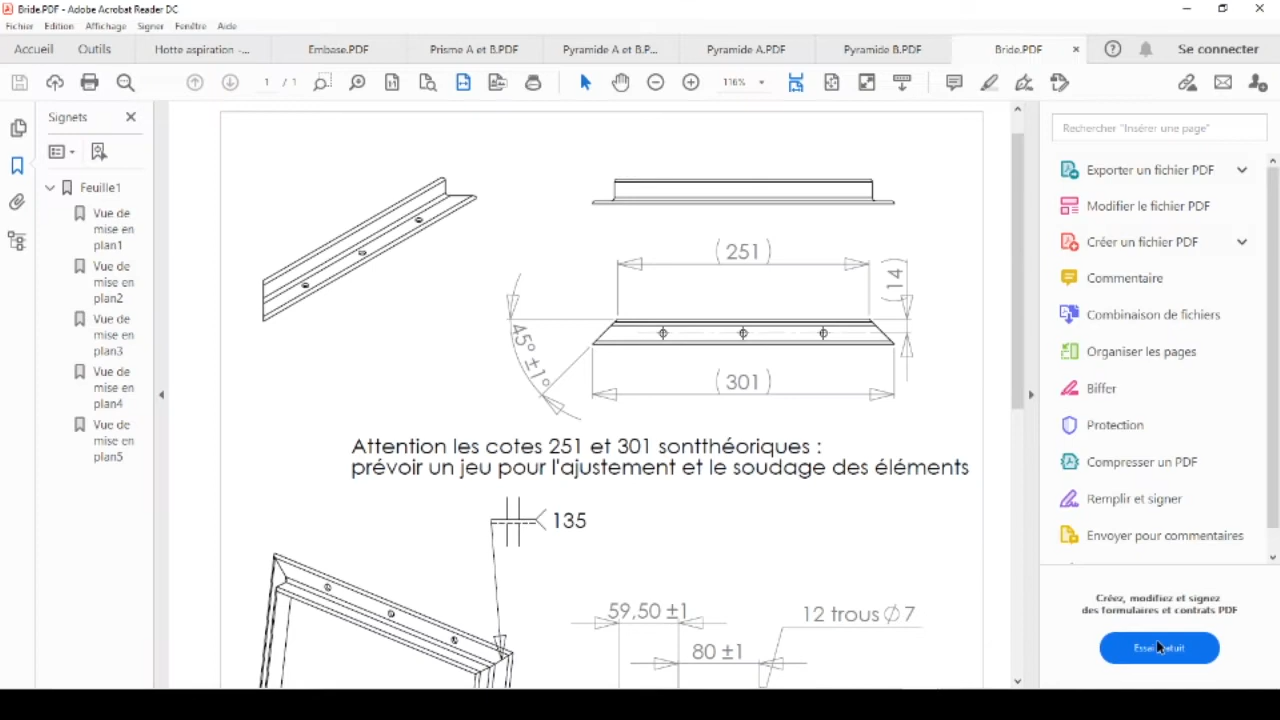 Bride.PDF - Adobe Acrobat Reader DC
Fichier Edition Affichage Signer Fenêtre Aide
Accueil Outils Hotte aspiration -... Embase.PDF Prisme A et B.PDF Pyramide A et B.P... Pyramide A.PDF Pyramide B.PDF Bride.PDF Se connecter
1 / 1 116%
Signets
Feuille1
Vue de
mise en
plan1
Vue de
mise en
plan2
Vue de
mise en
plan3
Vue de
mise en
plan4
Vue de
mise en
plan5
(251)
(14)
45° ±1°
(301)
Attention les cotes 251 et 301 sontthéoriques :
prévoir un jeu pour l'ajustement et le soudage des éléments
135
59,50 ±1
12 trous Ø7
80 ±1
Rechercher "Insérer une page"
Exporter un fichier PDF
Modifier le fichier PDF
Créer un fichier PDF
Commentaire
Combinaison de fichiers
Organiser les pages
Biffer
Protection
Compresser un PDF
Remplir et signer
Envoyer pour commentaires
Créez, modifiez et signez
des formulaires et contrats PDF
Essai gratuit